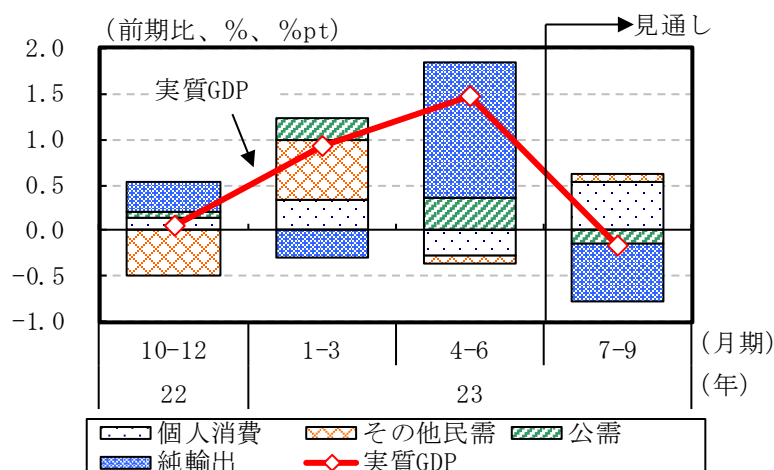 (前期比、%、%pt)
見通し
2.0
1.5
1.0
0.5
0.0
-0.5
-1.0
実質GDP
10-12 1-3 4-6 7-9 (月期)
22 23 (年)
個人消費 その他民需 公需
純輸出 実質GDP